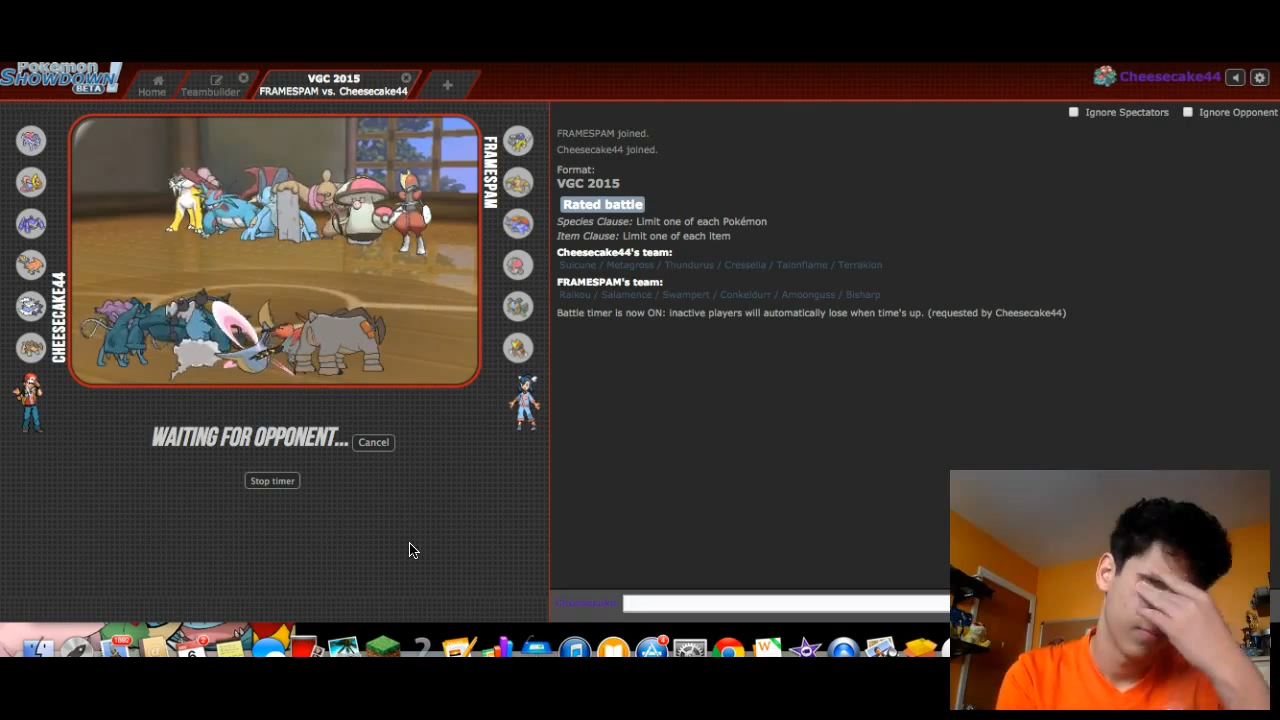 Pokémon
SHOWDOWN!
BETA
Home
Teambuilder
VGC 2015
FRAMESPAM vs. Cheesecake44
Cheesecake44
Ignore Spectators
Ignore Opponent
FRAMESPAM
CHEESECAKE44
WAITING FOR OPPONENT...
Cancel
Stop timer
FRAMESPAM joined.
Cheesecake44 joined.
Format:
VGC 2015
Rated battle
Species Clause: Limit one of each Pokémon
Item Clause: Limit one of each item
Cheesecake44's team:
Suicune / Metagross / Thundurus / Cresselia / Talonflame / Terrakion
FRAMESPAM's team:
Raikou / Salamence / Swampert / Conkeldurr / Amoonguss / Bisharp
Battle timer is now ON: inactive players will automatically lose when time's up. (requested by Cheesecake44)